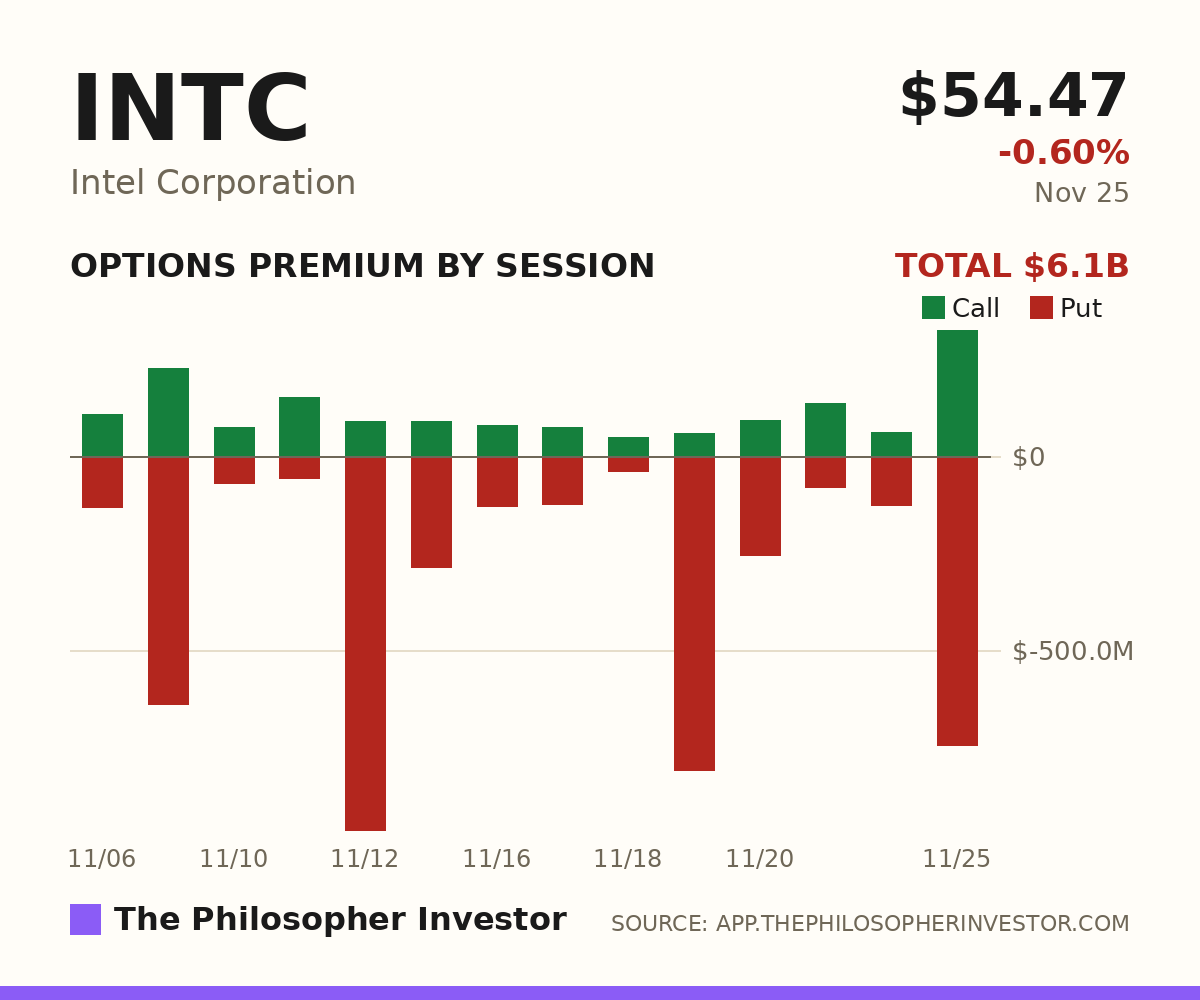 INTC
$54.47
-0.60%
Intel Corporation
Nov 25
OPTIONS PREMIUM BY SESSION
TOTAL $6.1B
Call
Put
$0
$-500.0M
11/06
11/10
11/12
11/16
11/18
11/20
11/25
The Philosopher Investor
SOURCE: APP.THEPHILOSOPHERINVESTOR.COM